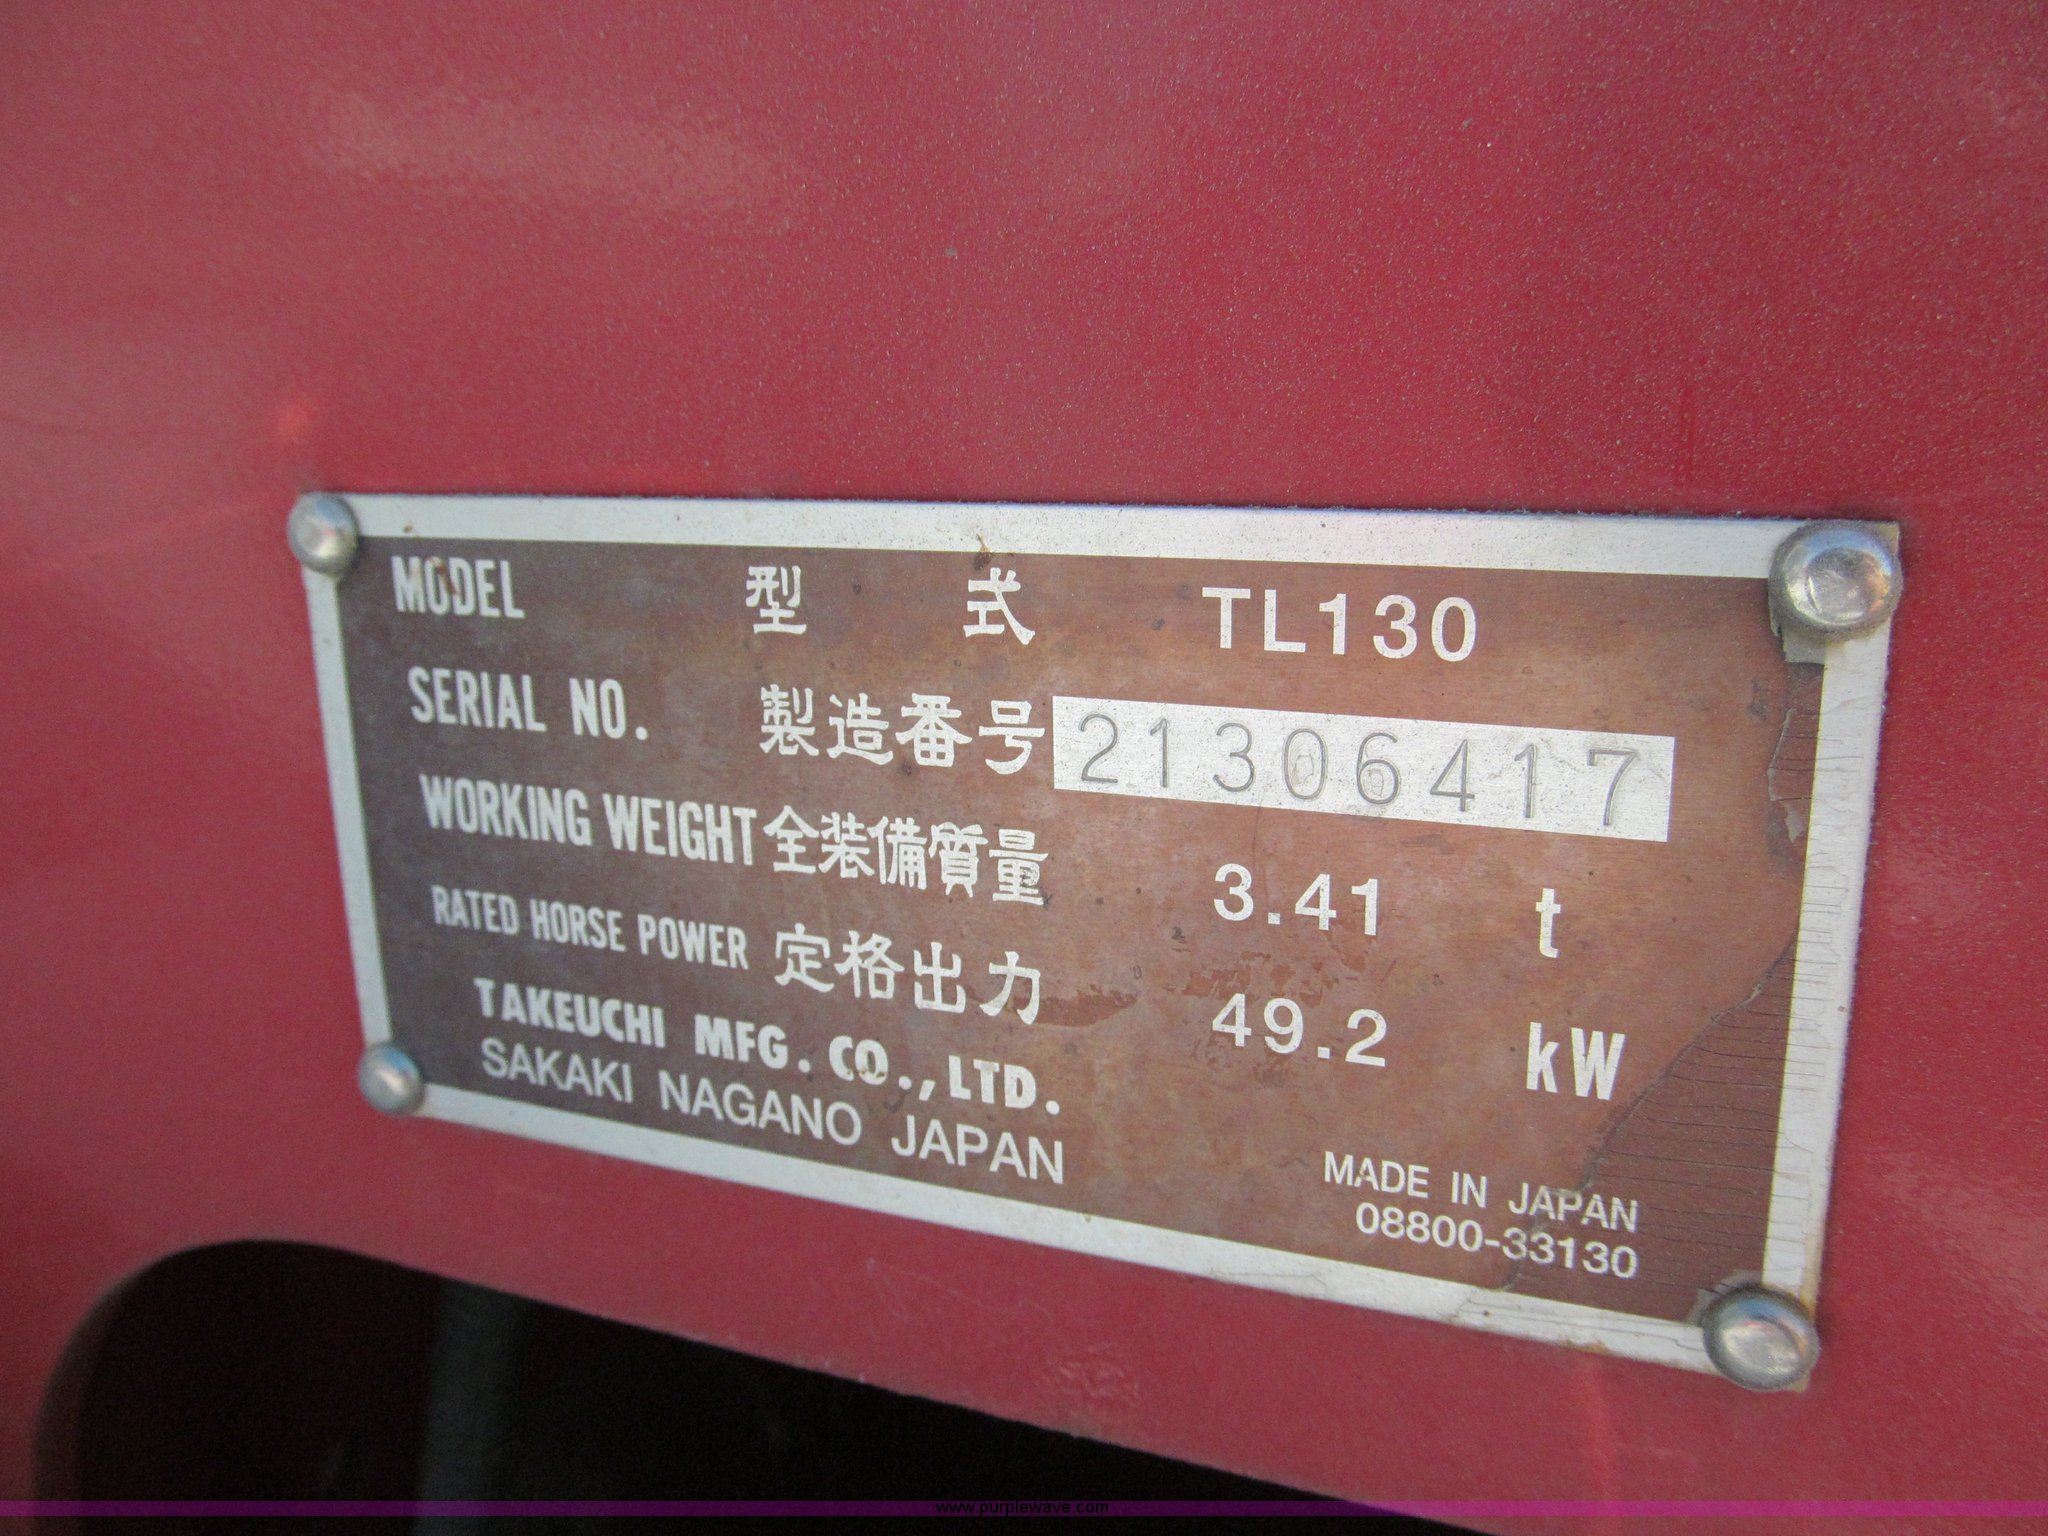 MODEL 型式 TL130
SERIAL NO. 製造番号 21306417
WORKING WEIGHT 全装備質量 3.41 t
RATED HORSE POWER 定格出力 49.2 kW
TAKEUCHI MFG. CO., LTD.
SAKAKI NAGANO JAPAN
MADE IN JAPAN
08800-33130
www.purplewave.com